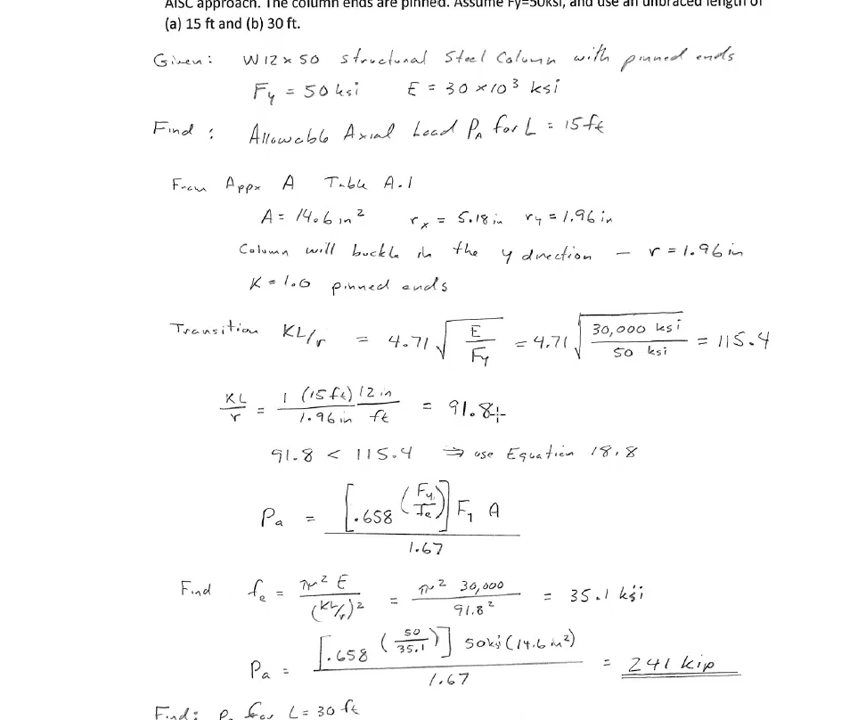 AISC approach. The column ends are pinned. Assume Fy=50ksi, and use an unbraced length of
(a) 15 ft and (b) 30 ft.
Given: W12 x 50 structural Steel Column with pinned ends
Fy = 50 ksi E = 30 x 10³ ksi
Find: Allowable Axial Load PA for L = 15 ft
From Appx A Table A.1
A = 14.6 in² rx = 5.18 in ry = 1.96 in
Column will buckle in the y direction — r = 1.96 in
K = 1.0 pinned ends
Transition KL/r = 4.71 √(E/Fy) = 4.71 √(30,000 ksi/50 ksi) = 115.4
KL/r = 1 (15 ft) 12 in/1.96 in ft = 91.8
91.8 < 115.4 ⇒ use Equation 18.8
Pa = [.658 (Fy/fe)] Fy A/1.67
Find fe = π² E/(KL/r)² = π² 30,000/91.8² = 35.1 ksi
Pa = [.658 (50/35.1)] 50ksi (14.6 in²)/1.67 = 241 kip
Find: Pa for L = 30 ft